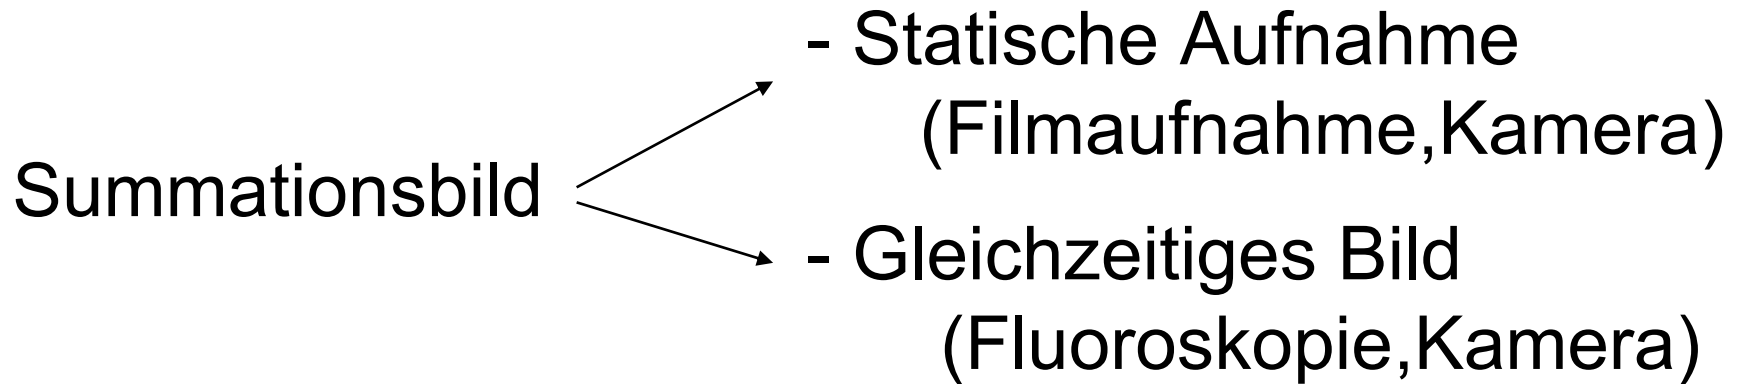 - Statische Aufnahme
(Filmaufnahme,Kamera)
Summationsbild
- Gleichzeitiges Bild
(Fluoroskopie,Kamera)